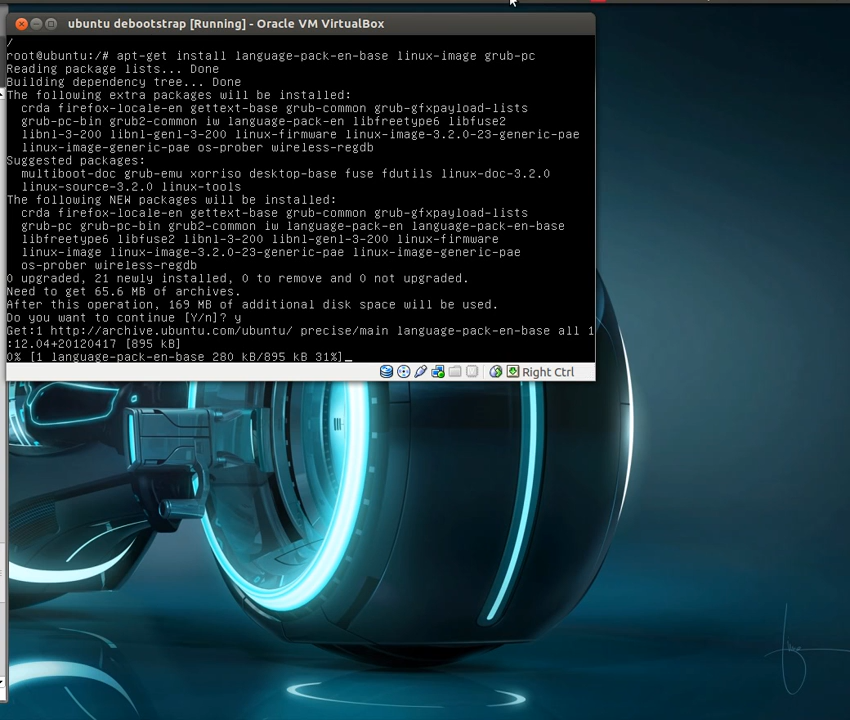 ubuntu debootstrap [Running] - Oracle VM VirtualBox
/
root@ubuntu:/# apt-get install language-pack-en-base linux-image grub-pc
Reading package lists... Done
Building dependency tree... Done
The following extra packages will be installed:
  crda firefox-locale-en gettext-base grub-common grub-gfxpayload-lists
  grub-pc-bin grub2-common iw language-pack-en libfreetype6 libfuse2
  libnl-3-200 libnl-genl-3-200 linux-firmware linux-image-3.2.0-23-generic-pae
  linux-image-generic-pae os-prober wireless-regdb
Suggested packages:
  multiboot-doc grub-emu xorriso desktop-base fuse fdutils linux-doc-3.2.0
  linux-source-3.2.0 linux-tools
The following NEW packages will be installed:
  crda firefox-locale-en gettext-base grub-common grub-gfxpayload-lists
  grub-pc grub-pc-bin grub2-common iw language-pack-en language-pack-en-base
  libfreetype6 libfuse2 libnl-3-200 libnl-genl-3-200 linux-firmware
  linux-image linux-image-3.2.0-23-generic-pae linux-image-generic-pae
  os-prober wireless-regdb
0 upgraded, 21 newly installed, 0 to remove and 0 not upgraded.
Need to get 65.6 MB of archives.
After this operation, 169 MB of additional disk space will be used.
Do you want to continue [Y/n]? y
Get:1 http://archive.ubuntu.com/ubuntu/ precise/main language-pack-en-base all 1
:12.04+20120417 [895 kB]
0% [1 language-pack-en-base 280 kB/895 kB 31%]_
Right Ctrl